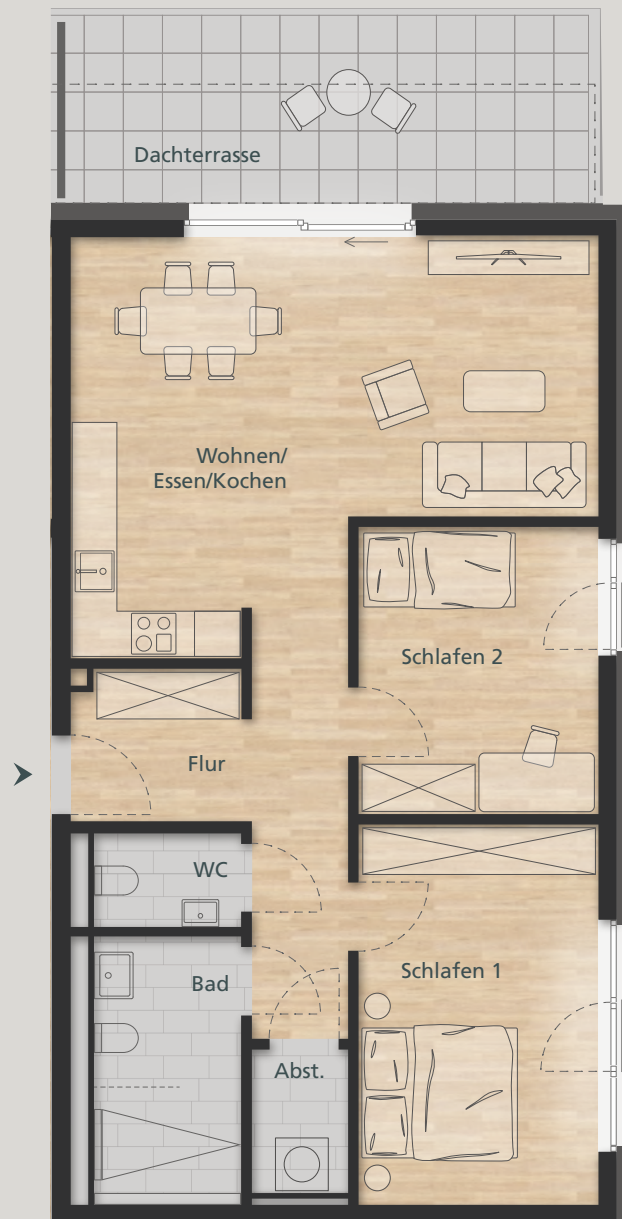 Dachterrasse
Wohnen/
Essen/Kochen
Schlafen 2
Flur
WC
Schlafen 1
Bad
Abst.